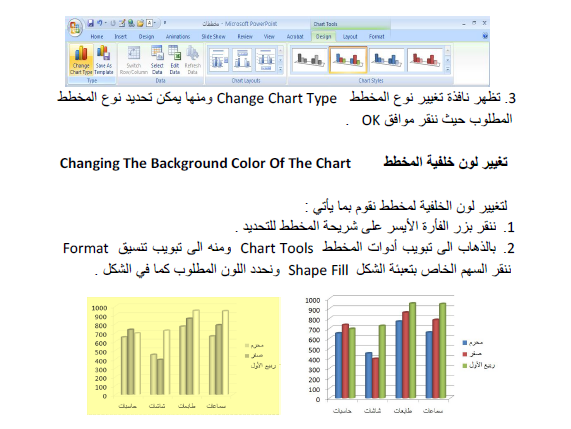 مخططات - Microsoft PowerPoint
Chart Tools
Home Insert Design Animations Slide Show Review View Acrobat Design Layout Format
Change Chart Type
Save As Template
Switch Row/Column
Select Data
Edit Data
Refresh Data
Type Data Chart Layouts Chart Styles
3. تظهر نافذة تغيير نوع المخطط Change Chart Type ومنها يمكن تحديد نوع المخطط
المطلوب حيث ننقر موافق OK .
تغيير لون خلفية المخطط Changing The Background Color Of The Chart
لتغيير لون الخلفية لمخطط نقوم بما يأتي :
1. ننقر بزر الفأرة الأيسر على شريحة المخطط للتحديد .
2. بالذهاب الى تبويب أدوات المخطط Chart Tools ومنه الى تبويب تنسيق Format
ننقر السهم الخاص بتعبئة الشكل Shape Fill ونحدد اللون المطلوب كما في الشكل .
1000
900
800
700
600
500
400
300
200
100
0
حاسبات شاشات طابعات سماعات
محرم
صفر
ربيع الأول
1000
900
800
700
600
500
400
300
200
100
0
حاسبات شاشات طابعات سماعات
محرم
صفر
ربيع الأول